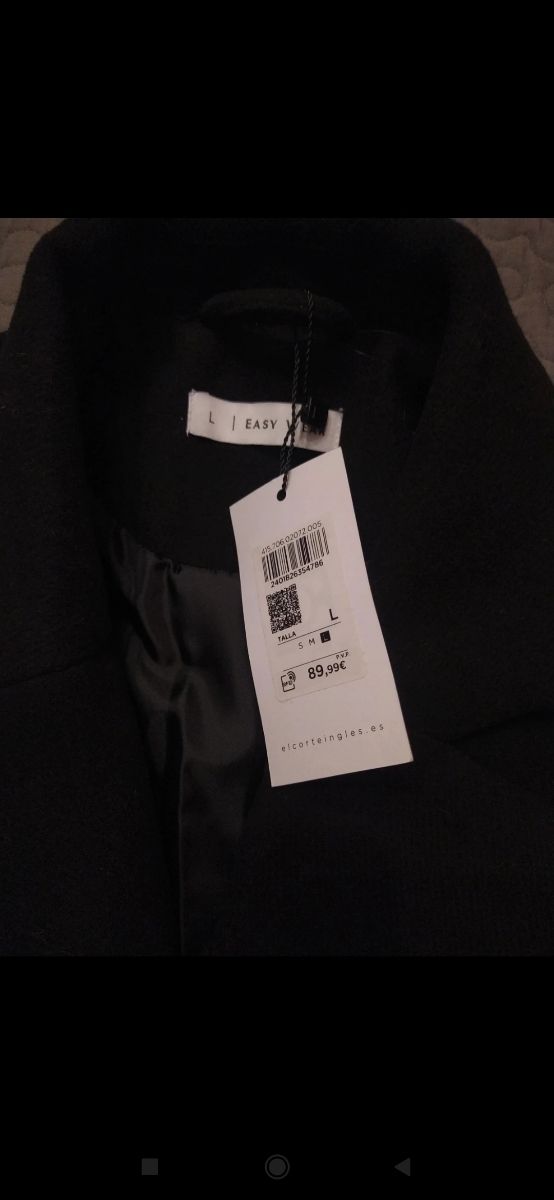 L | EASY WEAR
415.706.02072.005
2401826354786
TALLA
L
S M L
P.V.P.
89,99€
elcorteingles.es